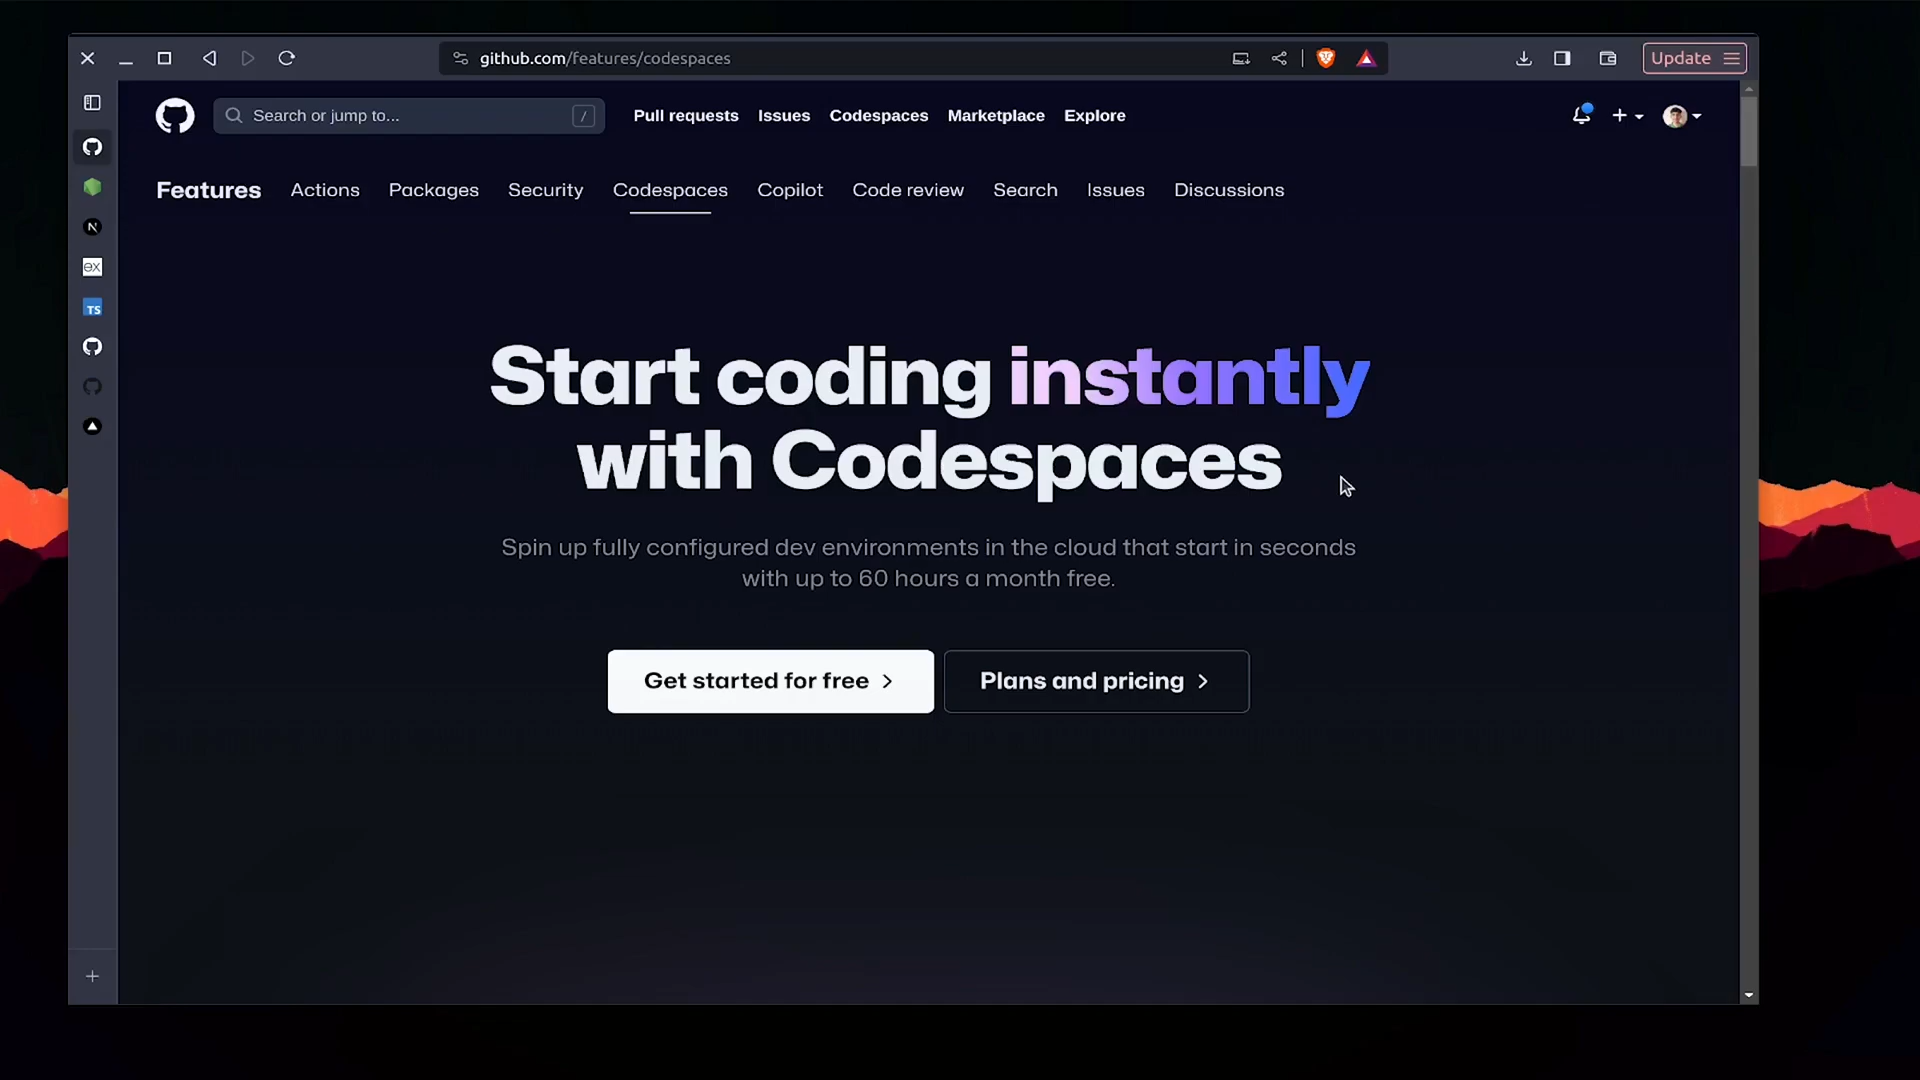 github.com/features/codespaces
Update
Search or jump to...
/
Pull requests
Issues
Codespaces
Marketplace
Explore
Features
Actions
Packages
Security
Codespaces
Copilot
Code review
Search
Issues
Discussions
N
ex
TS
Start coding instantly
with Codespaces
Spin up fully configured dev environments in the cloud that start in seconds
with up to 60 hours a month free.
Get started for free
Plans and pricing